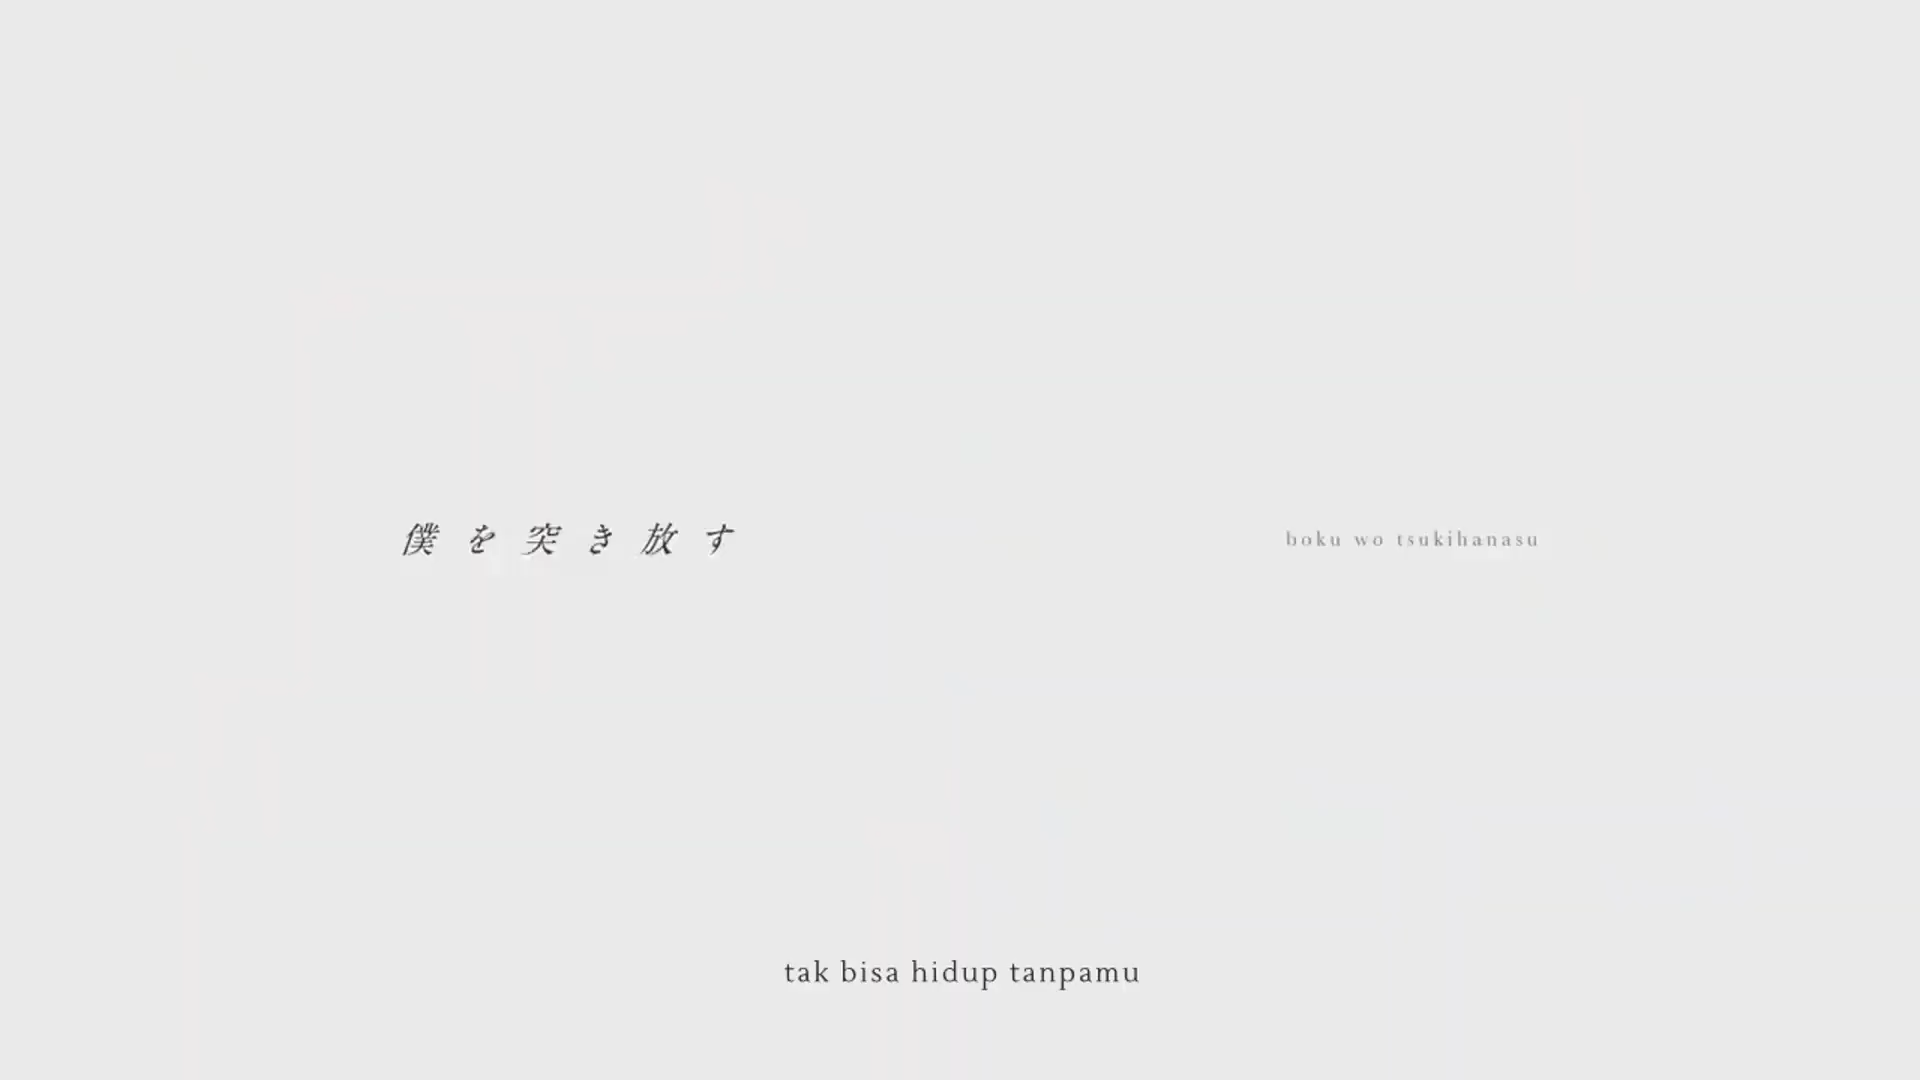 僕を突き放す
boku wo tsukihanasu
tak bisa hidup tanpamu